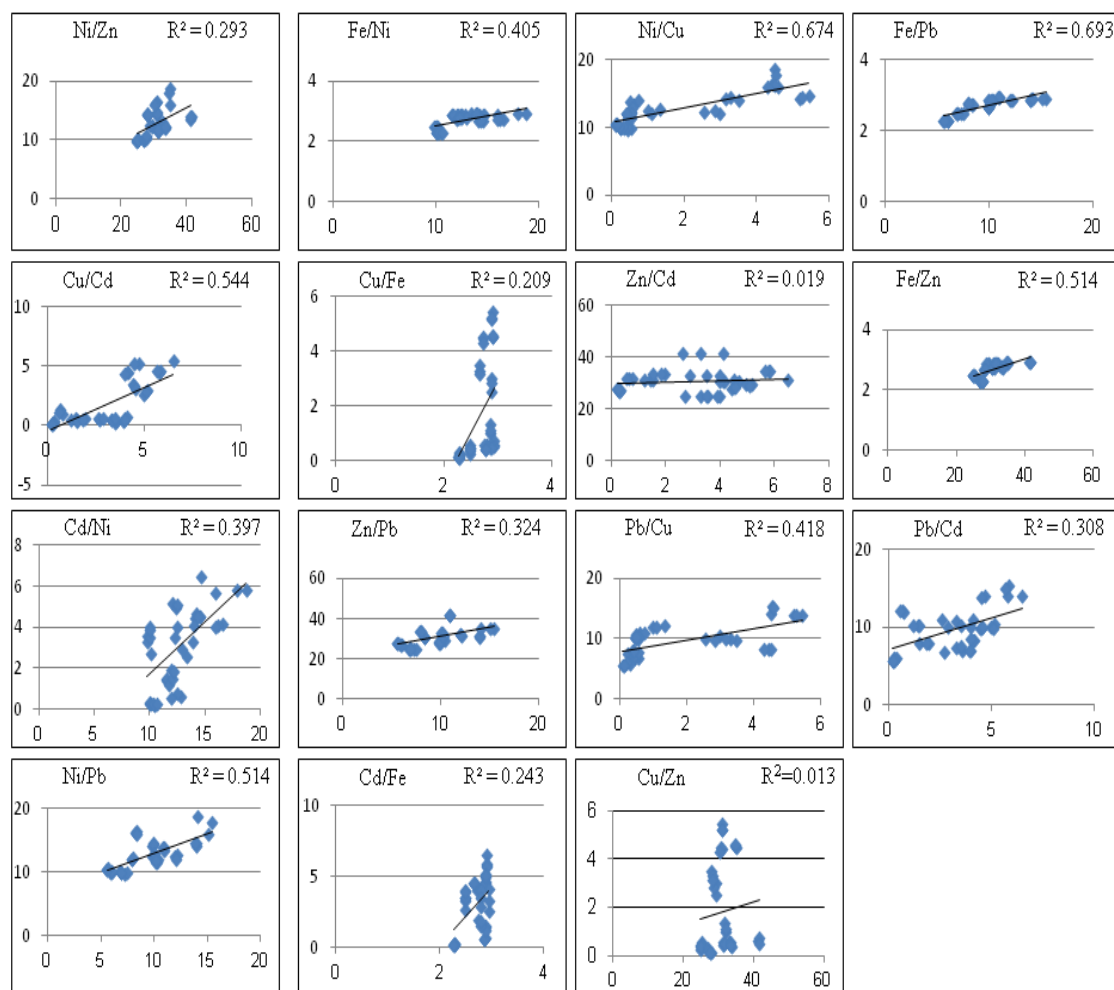 Ni/Zn R² = 0.293
20
10
0
0 20 40 60
Fe/Ni R² = 0.405
4
2
0
0 10 20
Ni/Cu R² = 0.674
20
10
0
0 2 4 6
Fe/Pb R² = 0.693
4
2
0
0 10 20
Cu/Cd R² = 0.544
10
5
0
-5
0 5 10
Cu/Fe R² = 0.209
6
4
2
0
0 2 4
Zn/Cd R² = 0.019
60
40
20
0
0 2 4 6 8
Fe/Zn R² = 0.514
4
2
0
0 20 40 60
Cd/Ni R² = 0.397
8
6
4
2
0
0 5 10 15 20
Zn/Pb R² = 0.324
60
40
20
0
0 10 20
Pb/Cu R² = 0.418
20
10
0
0 2 4 6
Pb/Cd R² = 0.308
20
10
0
0 5 10
Ni/Pb R² = 0.514
20
10
0
0 5 10 15 20
Cd/Fe R² = 0.243
10
5
0
0 2 4
Cu/Zn R²=0.013
6
4
2
0
0 20 40 60